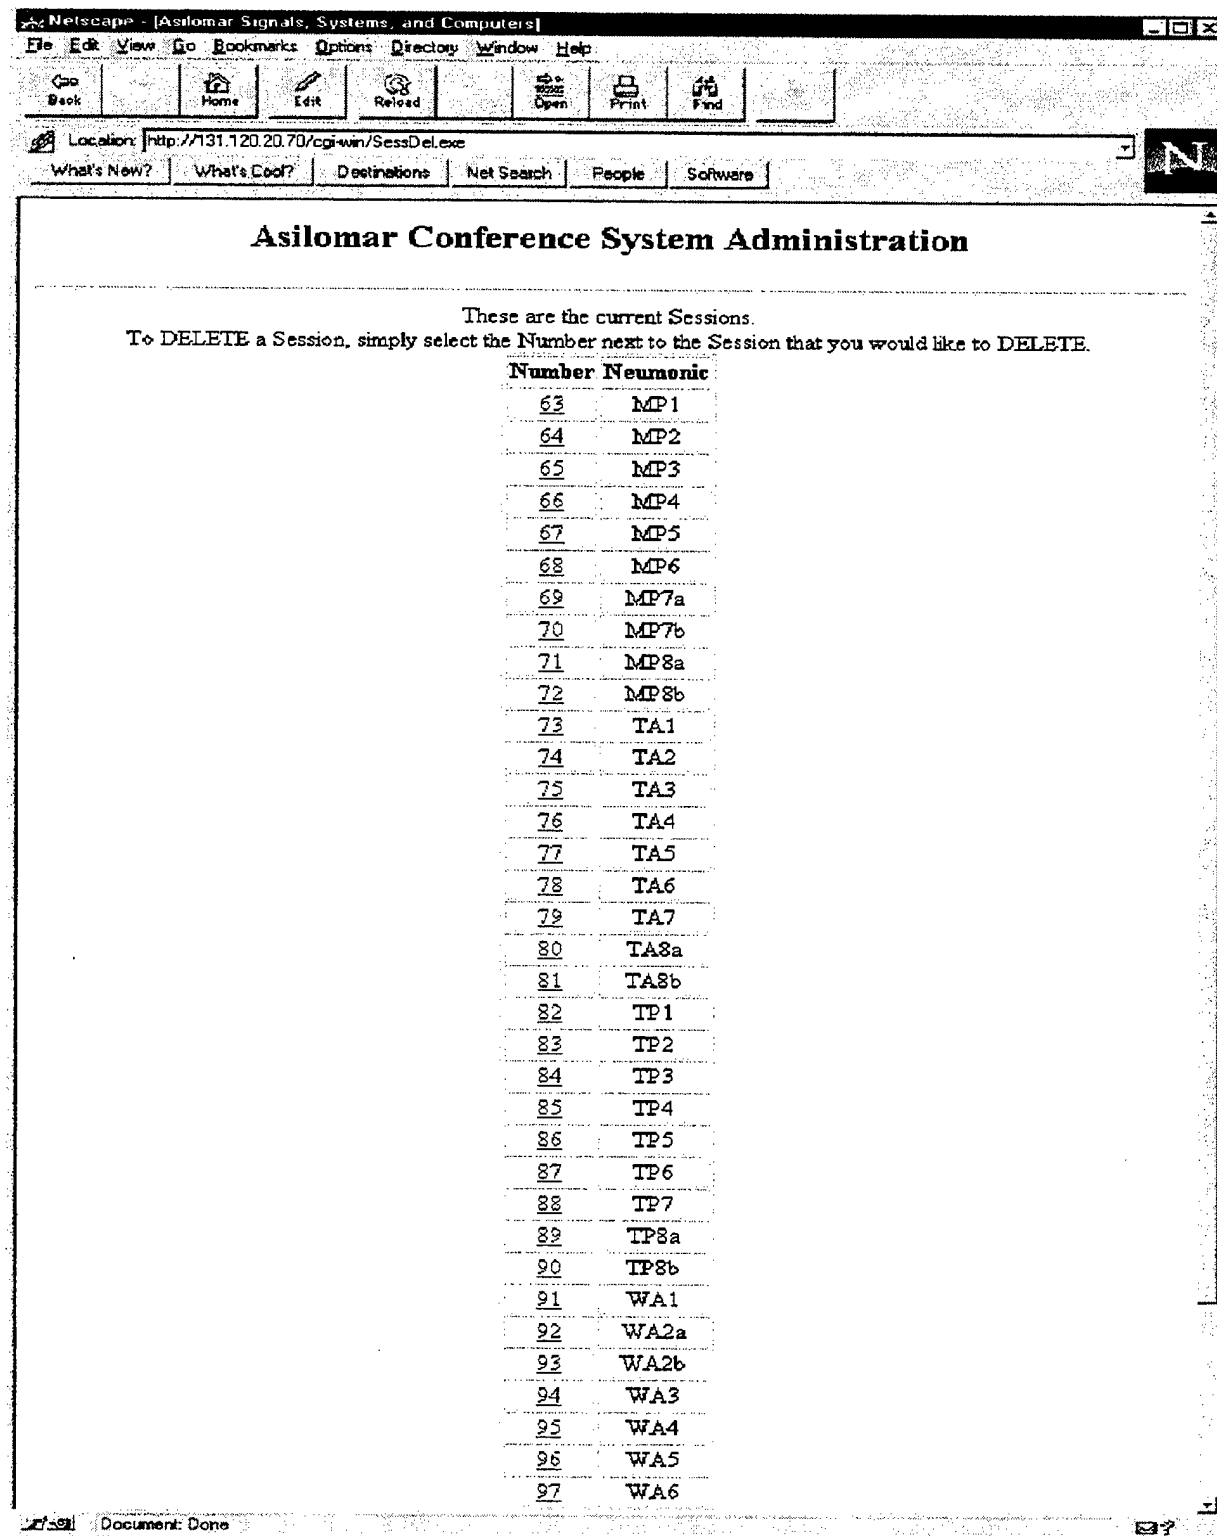 Netscape - [Asilomar Signals, Systems, and Computers]
File Edit View Go Bookmarks Options Directory Window Help
Back Home Edit Reload Open Print Find
Location: http://131.120.20.70/cgi-win/SessDel.exe
What's New? What's Cool? Destinations Net Search People Software
N
Asilomar Conference System Administration
These are the current Sessions.
To DELETE a Session, simply select the Number next to the Session that you would like to DELETE.
Number Neumonic
63 MP1
64 MP2
65 MP3
66 MP4
67 MP5
68 MP6
69 MP7a
70 MP7b
71 MP8a
72 MP8b
73 TA1
74 TA2
75 TA3
76 TA4
77 TA5
78 TA6
79 TA7
80 TA8a
81 TA8b
82 TP1
83 TP2
84 TP3
85 TP4
86 TP5
87 TP6
88 TP7
89 TP8a
90 TP8b
91 WA1
92 WA2a
93 WA2b
94 WA3
95 WA4
96 WA5
97 WA6
Document: Done